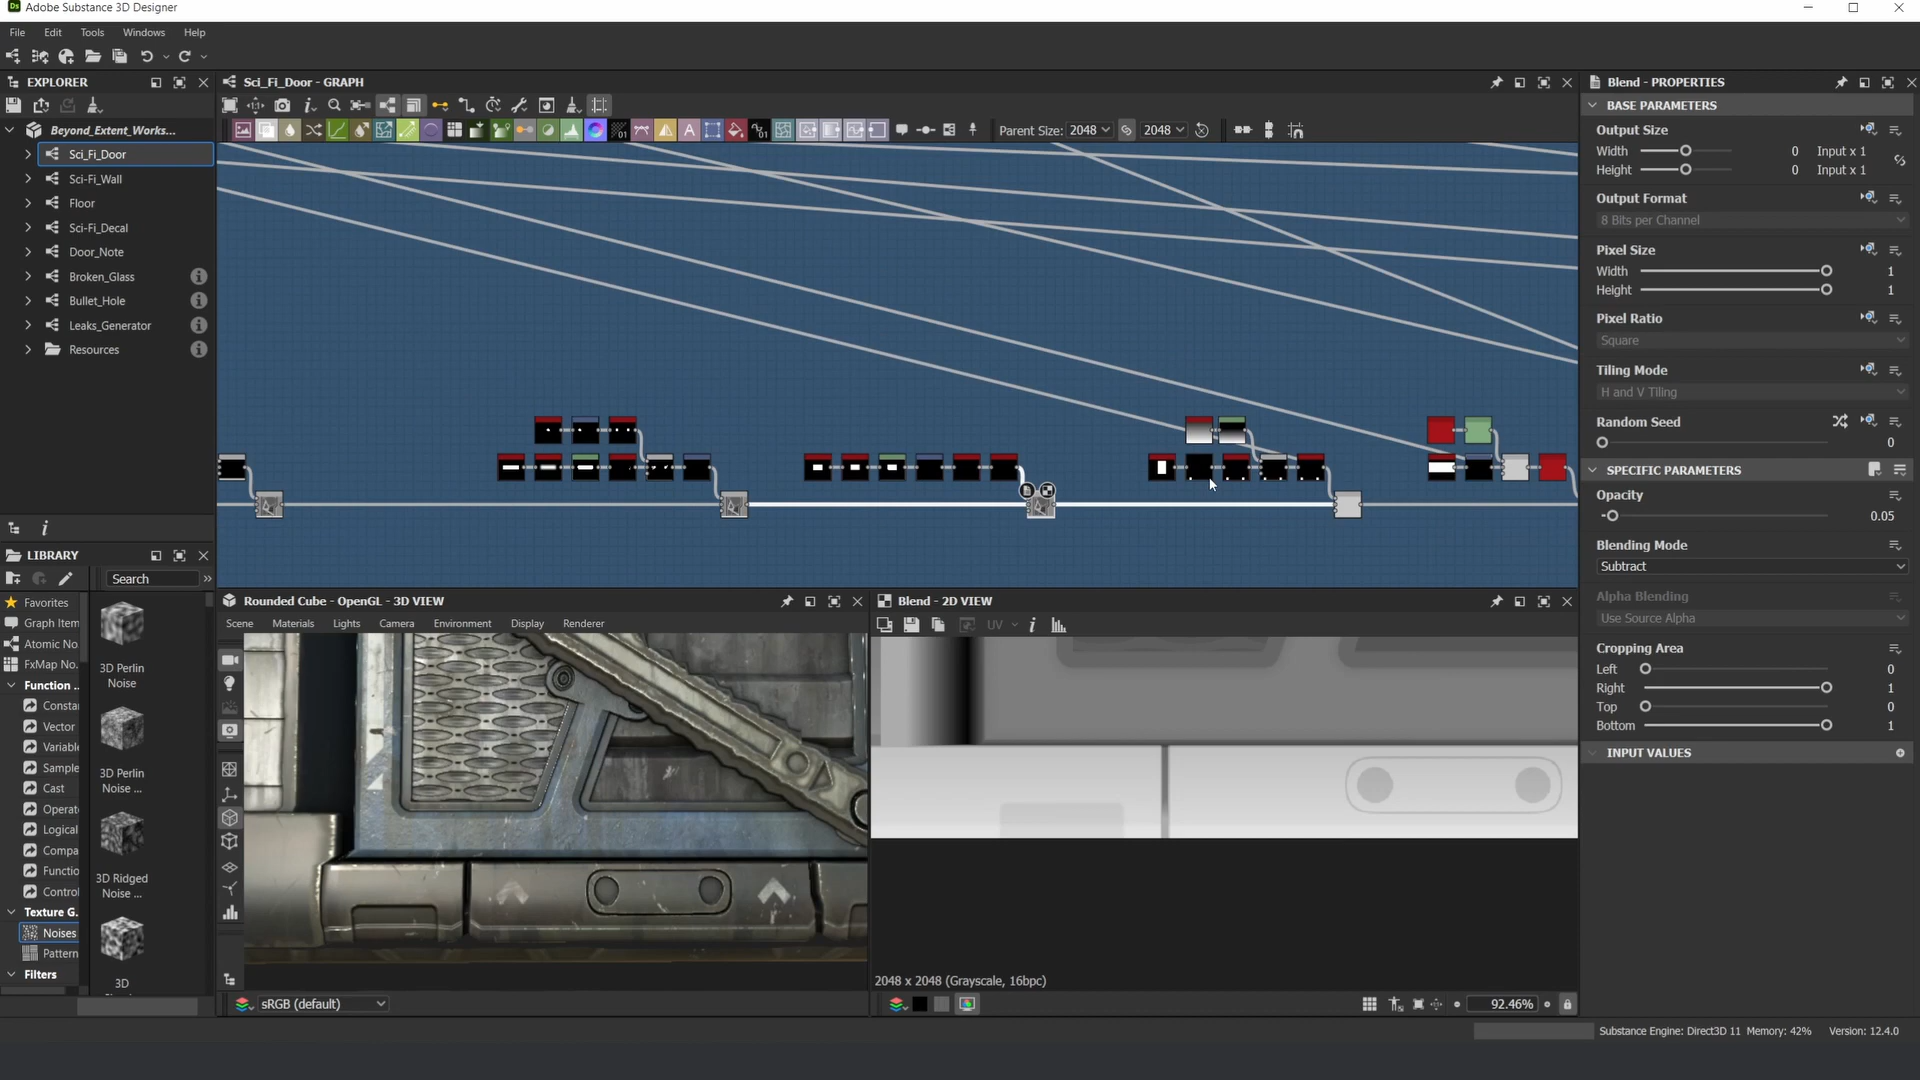 Adobe Substance 3D Designer
File Edit Tools Windows Help
EXPLORER
Beyond_Extent_Works...
Sci_Fi_Door
Sci-Fi_Wall
Floor
Sci-Fi_Decal
Door_Note
Broken_Glass
Bullet_Hole
Leaks_Generator
Resources
LIBRARY
Search
Favorites
Graph Item
Atomic No
FxMap No.
Function ..
Consta
Vector
Variable
Sample
Cast
Operat
Logical
Compa
Functio
Control
Texture G.
Noises
Pattern
Filters
3D Perlin
Noise
3D Perlin
Noise ...
3D Ridged
Noise ...
3D
Sci_Fi_Door - GRAPH
Parent Size: 2048 2048
Rounded Cube - OpenGL - 3D VIEW
Scene Materials Lights Camera Environment Display Renderer
sRGB (default)
Blend - 2D VIEW
UV
2048 x 2048 (Grayscale, 16bpc)
92.46%
Blend - PROPERTIES
BASE PARAMETERS
Output Size
Width 0 Input x 1
Height 0 Input x 1
Output Format
8 Bits per Channel
Pixel Size
Width 1
Height 1
Pixel Ratio
Square
Tiling Mode
H and V Tiling
Random Seed
0
SPECIFIC PARAMETERS
Opacity
0.05
Blending Mode
Subtract
Alpha Blending
Use Source Alpha
Cropping Area
Left 0
Right 1
Top 0
Bottom 1
INPUT VALUES
Substance Engine: Direct3D 11 Memory: 42% Version: 12.4.0